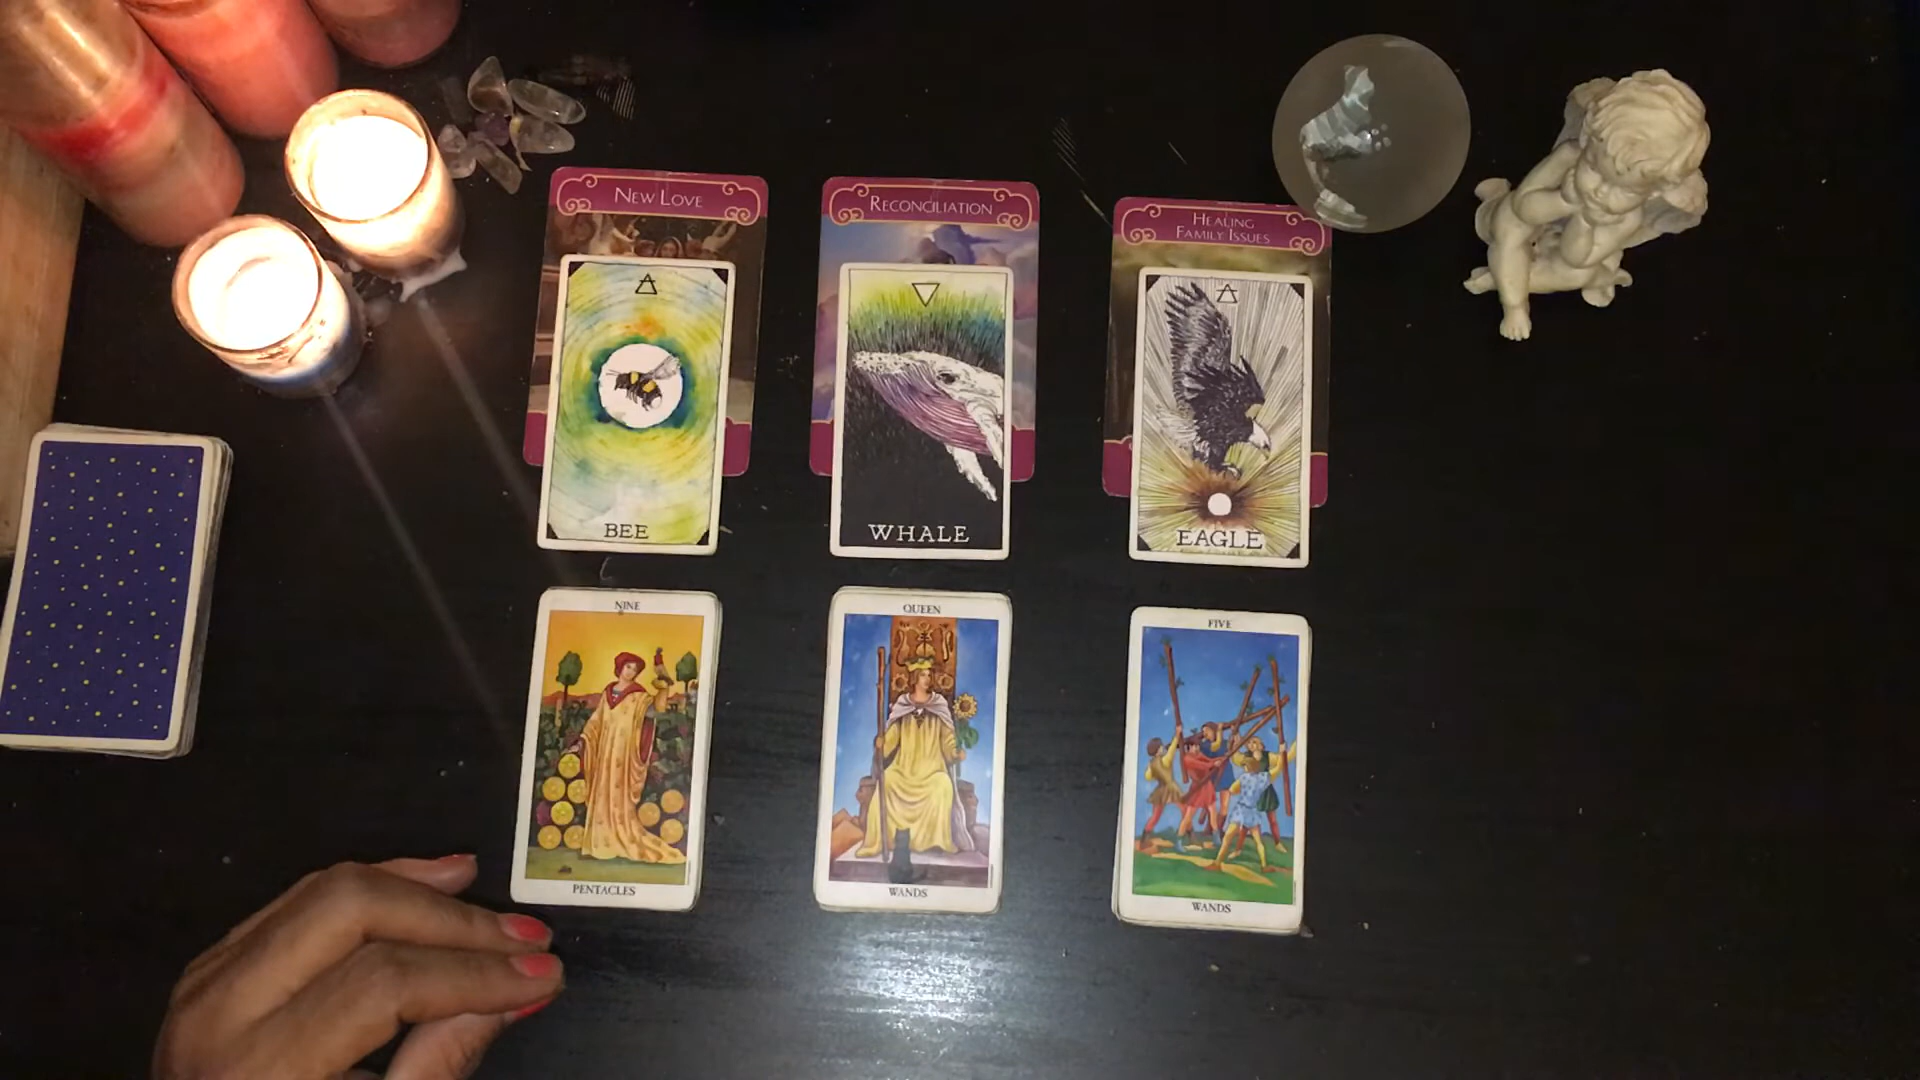 NEW LOVE
RECONCILIATION
HEALING
FAMILY ISSUES
BEE
WHALE
EAGLE
NINE
QUEEN
FIVE
PENTACLES
WANDS
WANDS